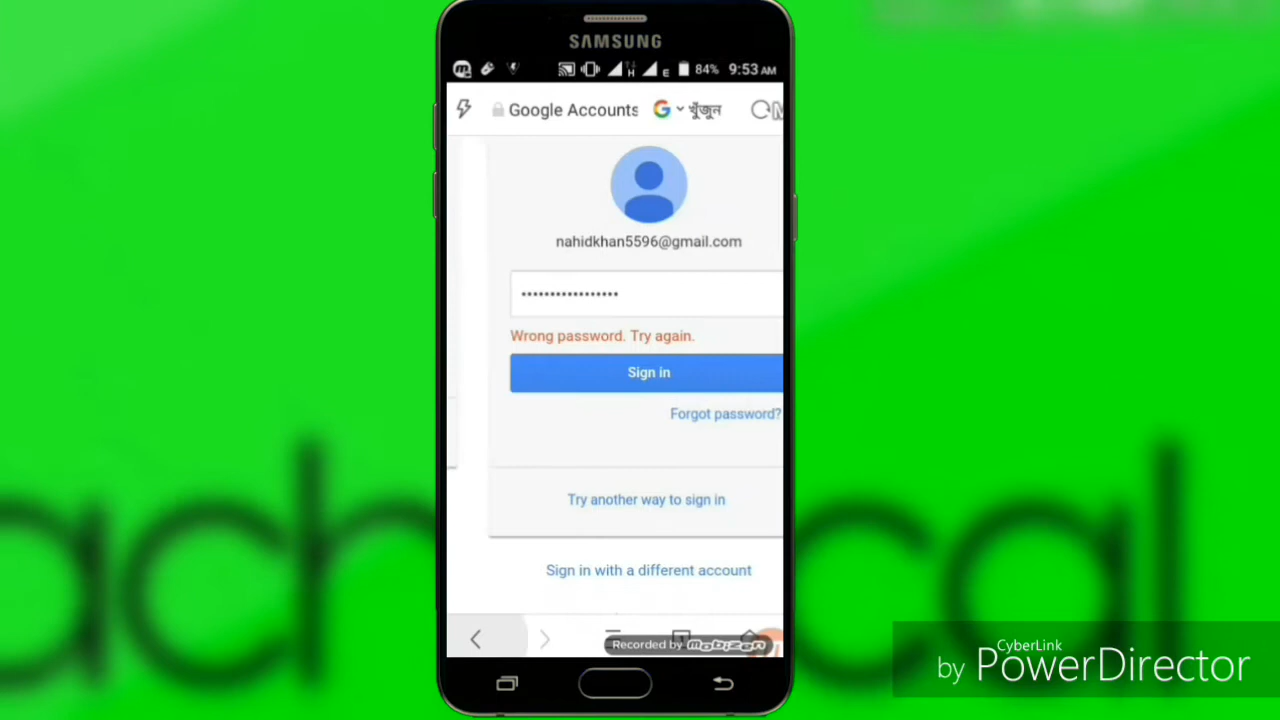 SAMSUNG
84% 9:53 AM
Google Accounts খুঁজুন
nahidkhan5596@gmail.com
Wrong password. Try again.
Sign in
Forgot password?
Try another way to sign in
Sign in with a different account
Recorded by mobizen
CyberLink
by PowerDirector